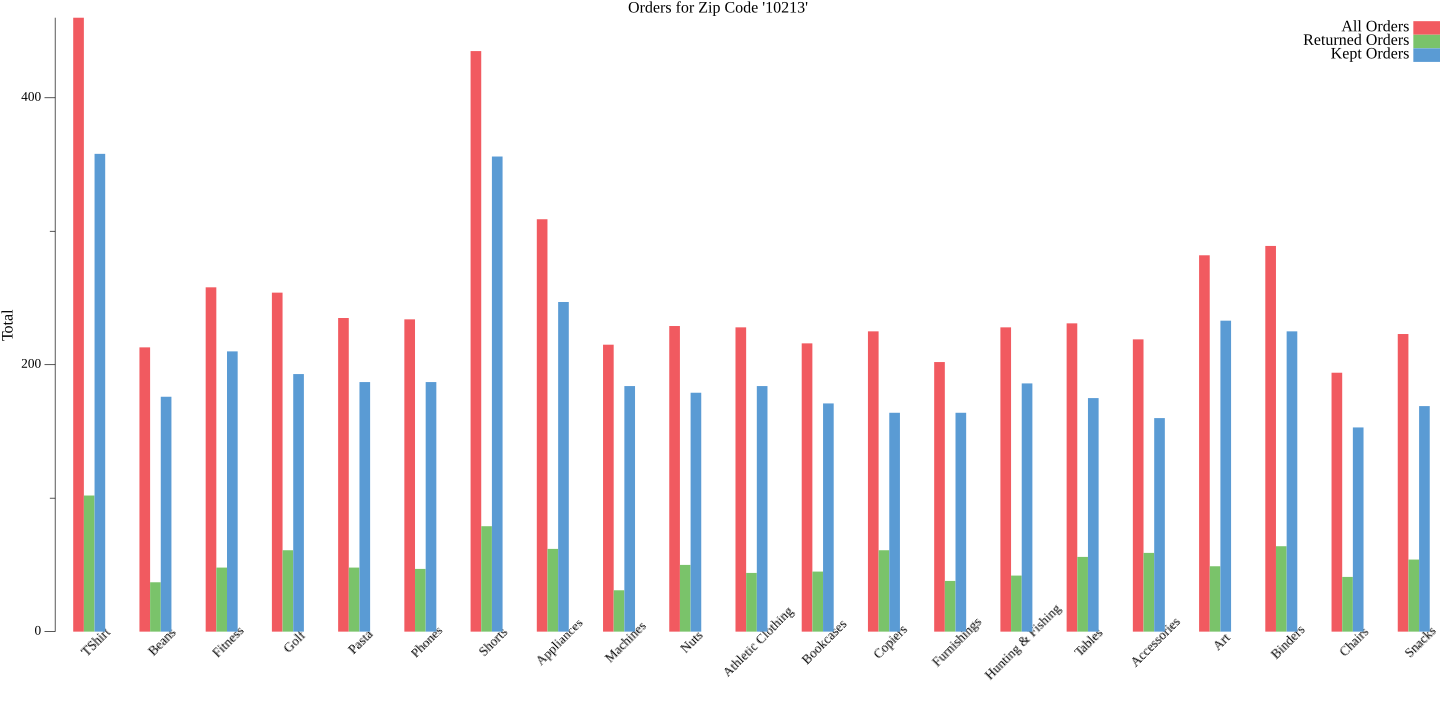 Orders for Zip Code '10213'
All Orders
Returned Orders
Kept Orders
Total
400
200
0
TShirt
Beans
Fitness
Golf
Pasta
Phones
Shorts
Appliances
Machines
Nuts
Athletic Clothing
Bookcases
Copiers
Furnishings
Hunting & Fishing
Tables
Accessories
Art
Binders
Chairs
Snacks